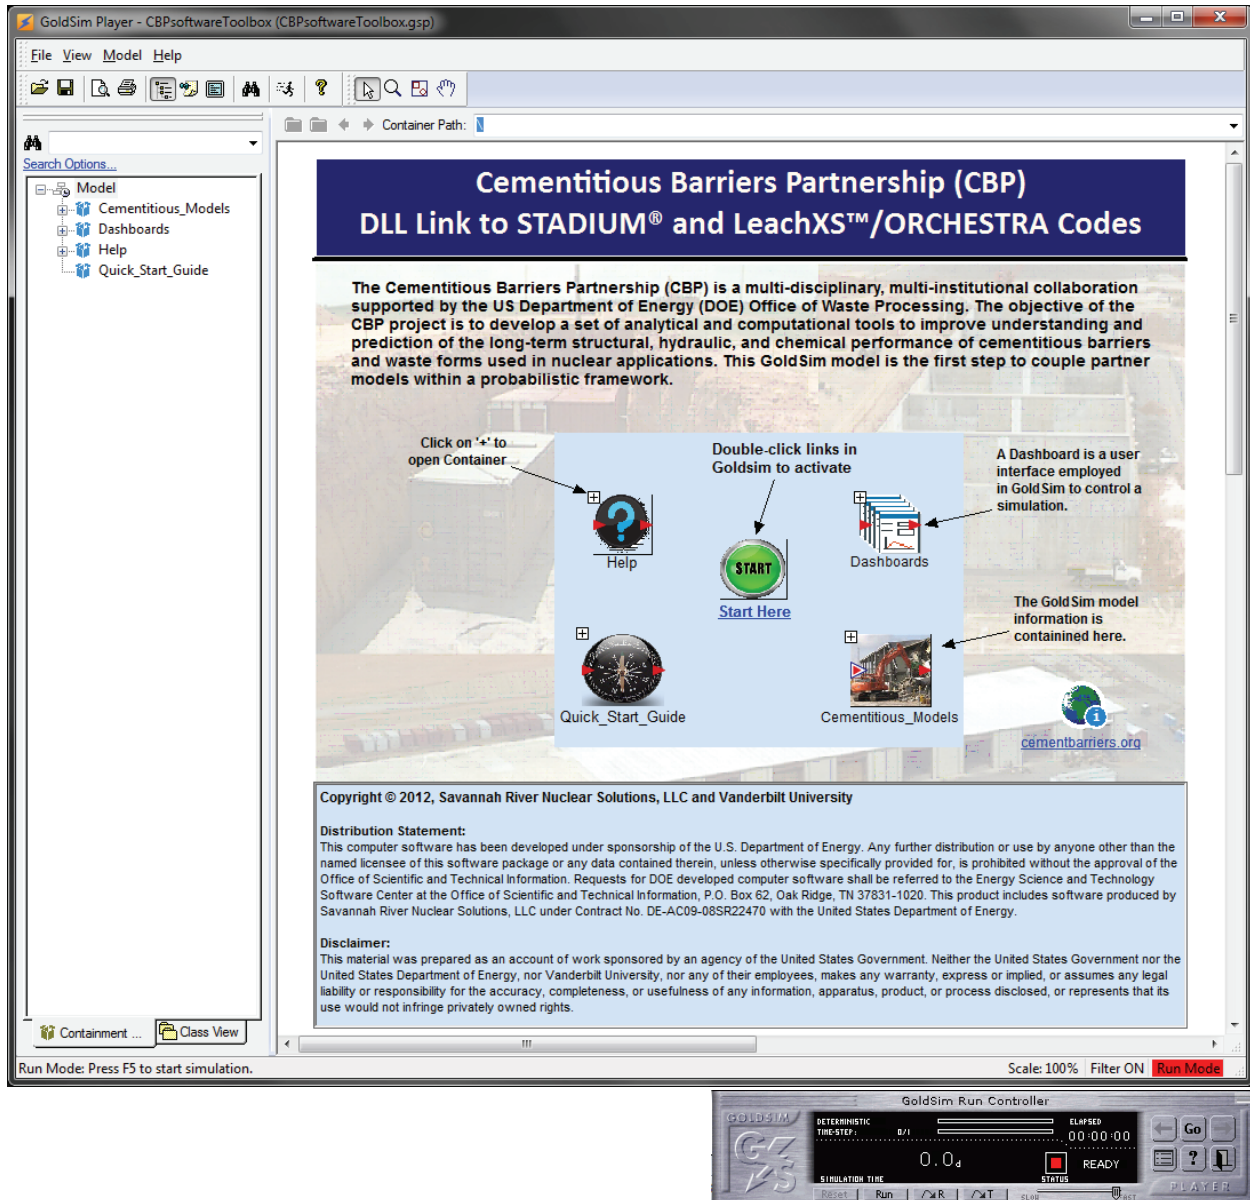 GoldSim Player - CBPsoftwareToolbox (CBPsoftwareToolbox.gsp)
File View Model Help
Container Path: \
Search Options...
Model
Cementitious_Models
Dashboards
Help
Quick_Start_Guide
Cementitious Barriers Partnership (CBP)
DLL Link to STADIUM® and LeachXS™/ORCHESTRA Codes
The Cementitious Barriers Partnership (CBP) is a multi-disciplinary, multi-institutional collaboration
supported by the US Department of Energy (DOE) Office of Waste Processing. The objective of the
CBP project is to develop a set of analytical and computational tools to improve understanding and
prediction of the long-term structural, hydraulic, and chemical performance of cementitious barriers
and waste forms used in nuclear applications. This GoldSim model is the first step to couple partner
models within a probabilistic framework.
Click on '+' to
open Container
Double-click links in
Goldsim to activate
A Dashboard is a user
interface employed
in GoldSim to control a
simulation.
Help
START
Start Here
Dashboards
The GoldSim model
information is
containined here.
Quick_Start_Guide
Cementitious_Models
cementbarriers.org
Copyright © 2012, Savannah River Nuclear Solutions, LLC and Vanderbilt University
Distribution Statement:
This computer software has been developed under sponsorship of the U.S. Department of Energy. Any further distribution or use by anyone other than the
named licensee of this software package or any data contained therein, unless otherwise specifically provided for, is prohibited without the approval of the
Office of Scientific and Technical Information. Requests for DOE developed computer software shall be referred to the Energy Science and Technology
Software Center at the Office of Scientific and Technical Information, P.O. Box 62, Oak Ridge, TN 37831-1020. This product includes software produced by
Savannah River Nuclear Solutions, LLC under Contract No. DE-AC09-08SR22470 with the United States Department of Energy.
Disclaimer:
This material was prepared as an account of work sponsored by an agency of the United States Government. Neither the United States Government nor the
United States Department of Energy, nor Vanderbilt University, nor any of their employees, makes any warranty, express or implied, or assumes any legal
liability or responsibility for the accuracy, completeness, or usefulness of any information, apparatus, product, or process disclosed, or represents that its
use would not infringe privately owned rights.
Containment ... Class View
Run Mode: Press F5 to start simulation.
Scale: 100% Filter ON Run Mode
GoldSim Run Controller
GOLDSIM
DETERMINISTIC
TIME-STEP: 0/1
ELAPSED
00:00:00
Go
0.0d
READY
SIMULATION TIME
STATUS
Reset Run R T SLOW FAST
PLAYER